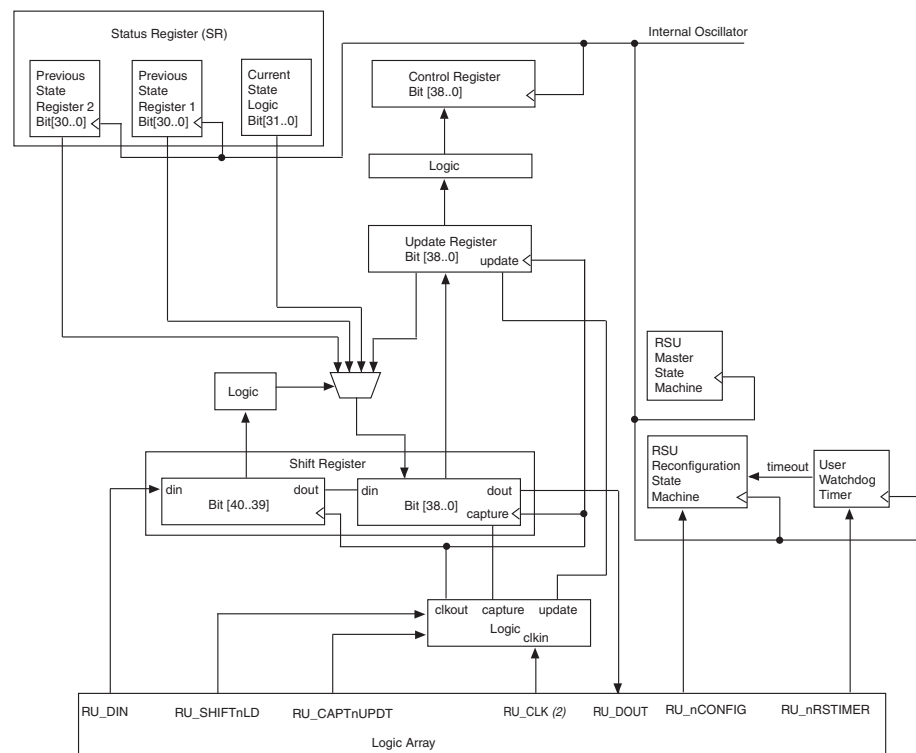 Status Register (SR)
Internal Oscillator
Previous
State
Register 2
Bit[30..0]
Previous
State
Register 1
Bit[30..0]
Current
State
Logic
Bit[31..0]
Control Register
Bit [38..0]
Logic
Update Register
Bit [38..0]
update
RSU
Master
State
Machine
Logic
Shift Register
din
dout
Bit [40..39]
din
dout
Bit [38..0]
capture
RSU
Reconfiguration
State
Machine
timeout
User
Watchdog
Timer
clkout capture update
Logic
clkin
RU_DIN
RU_SHIFTnLD
RU_CAPTnUPDT
RU_CLK (2)
RU_DOUT
RU_nCONFIG
RU_nRSTIMER
Logic Array